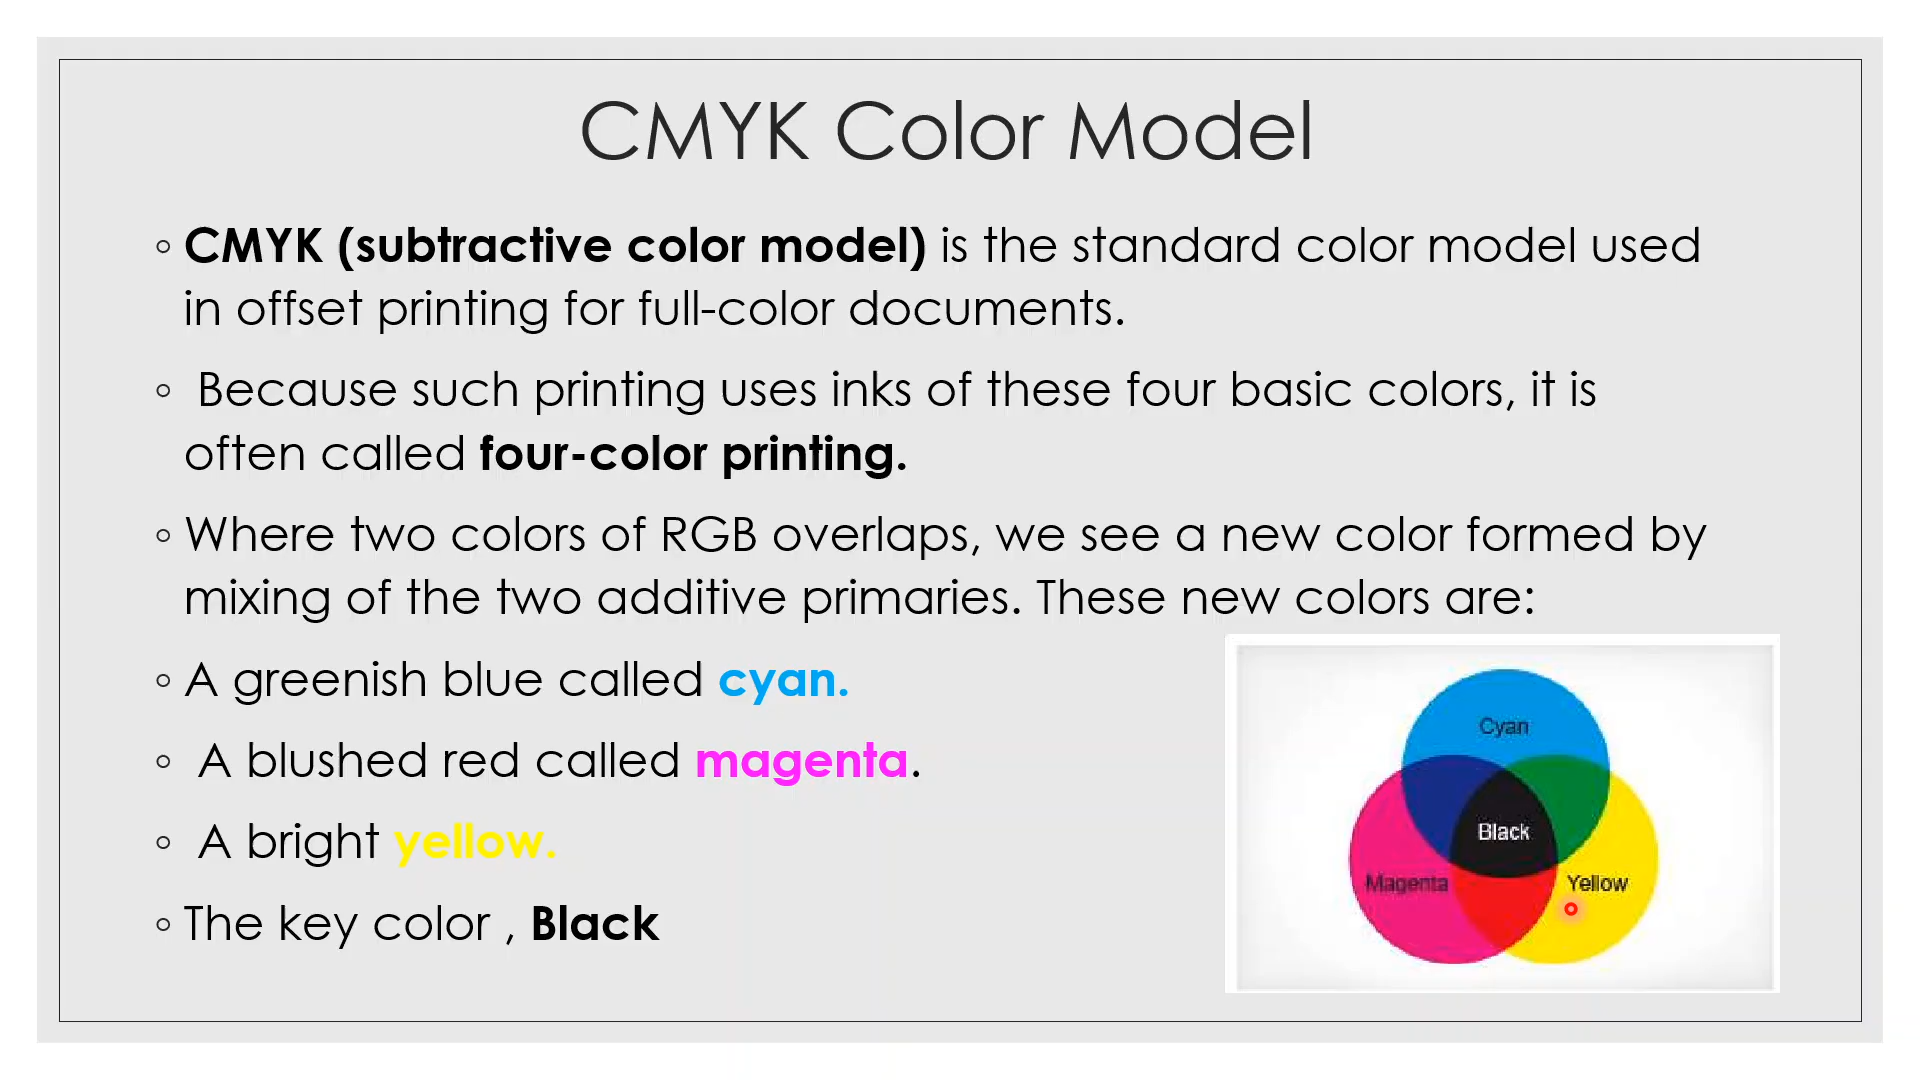 CMYK Color Model
◦ CMYK (subtractive color model) is the standard color model used
in offset printing for full-color documents.
◦ Because such printing uses inks of these four basic colors, it is
often called four-color printing.
◦ Where two colors of RGB overlaps, we see a new color formed by
mixing of the two additive primaries. These new colors are:
◦ A greenish blue called cyan.
◦ A blushed red called magenta.
◦ A bright yellow.
◦ The key color , Black
Cyan
Black
Magenta
Yellow